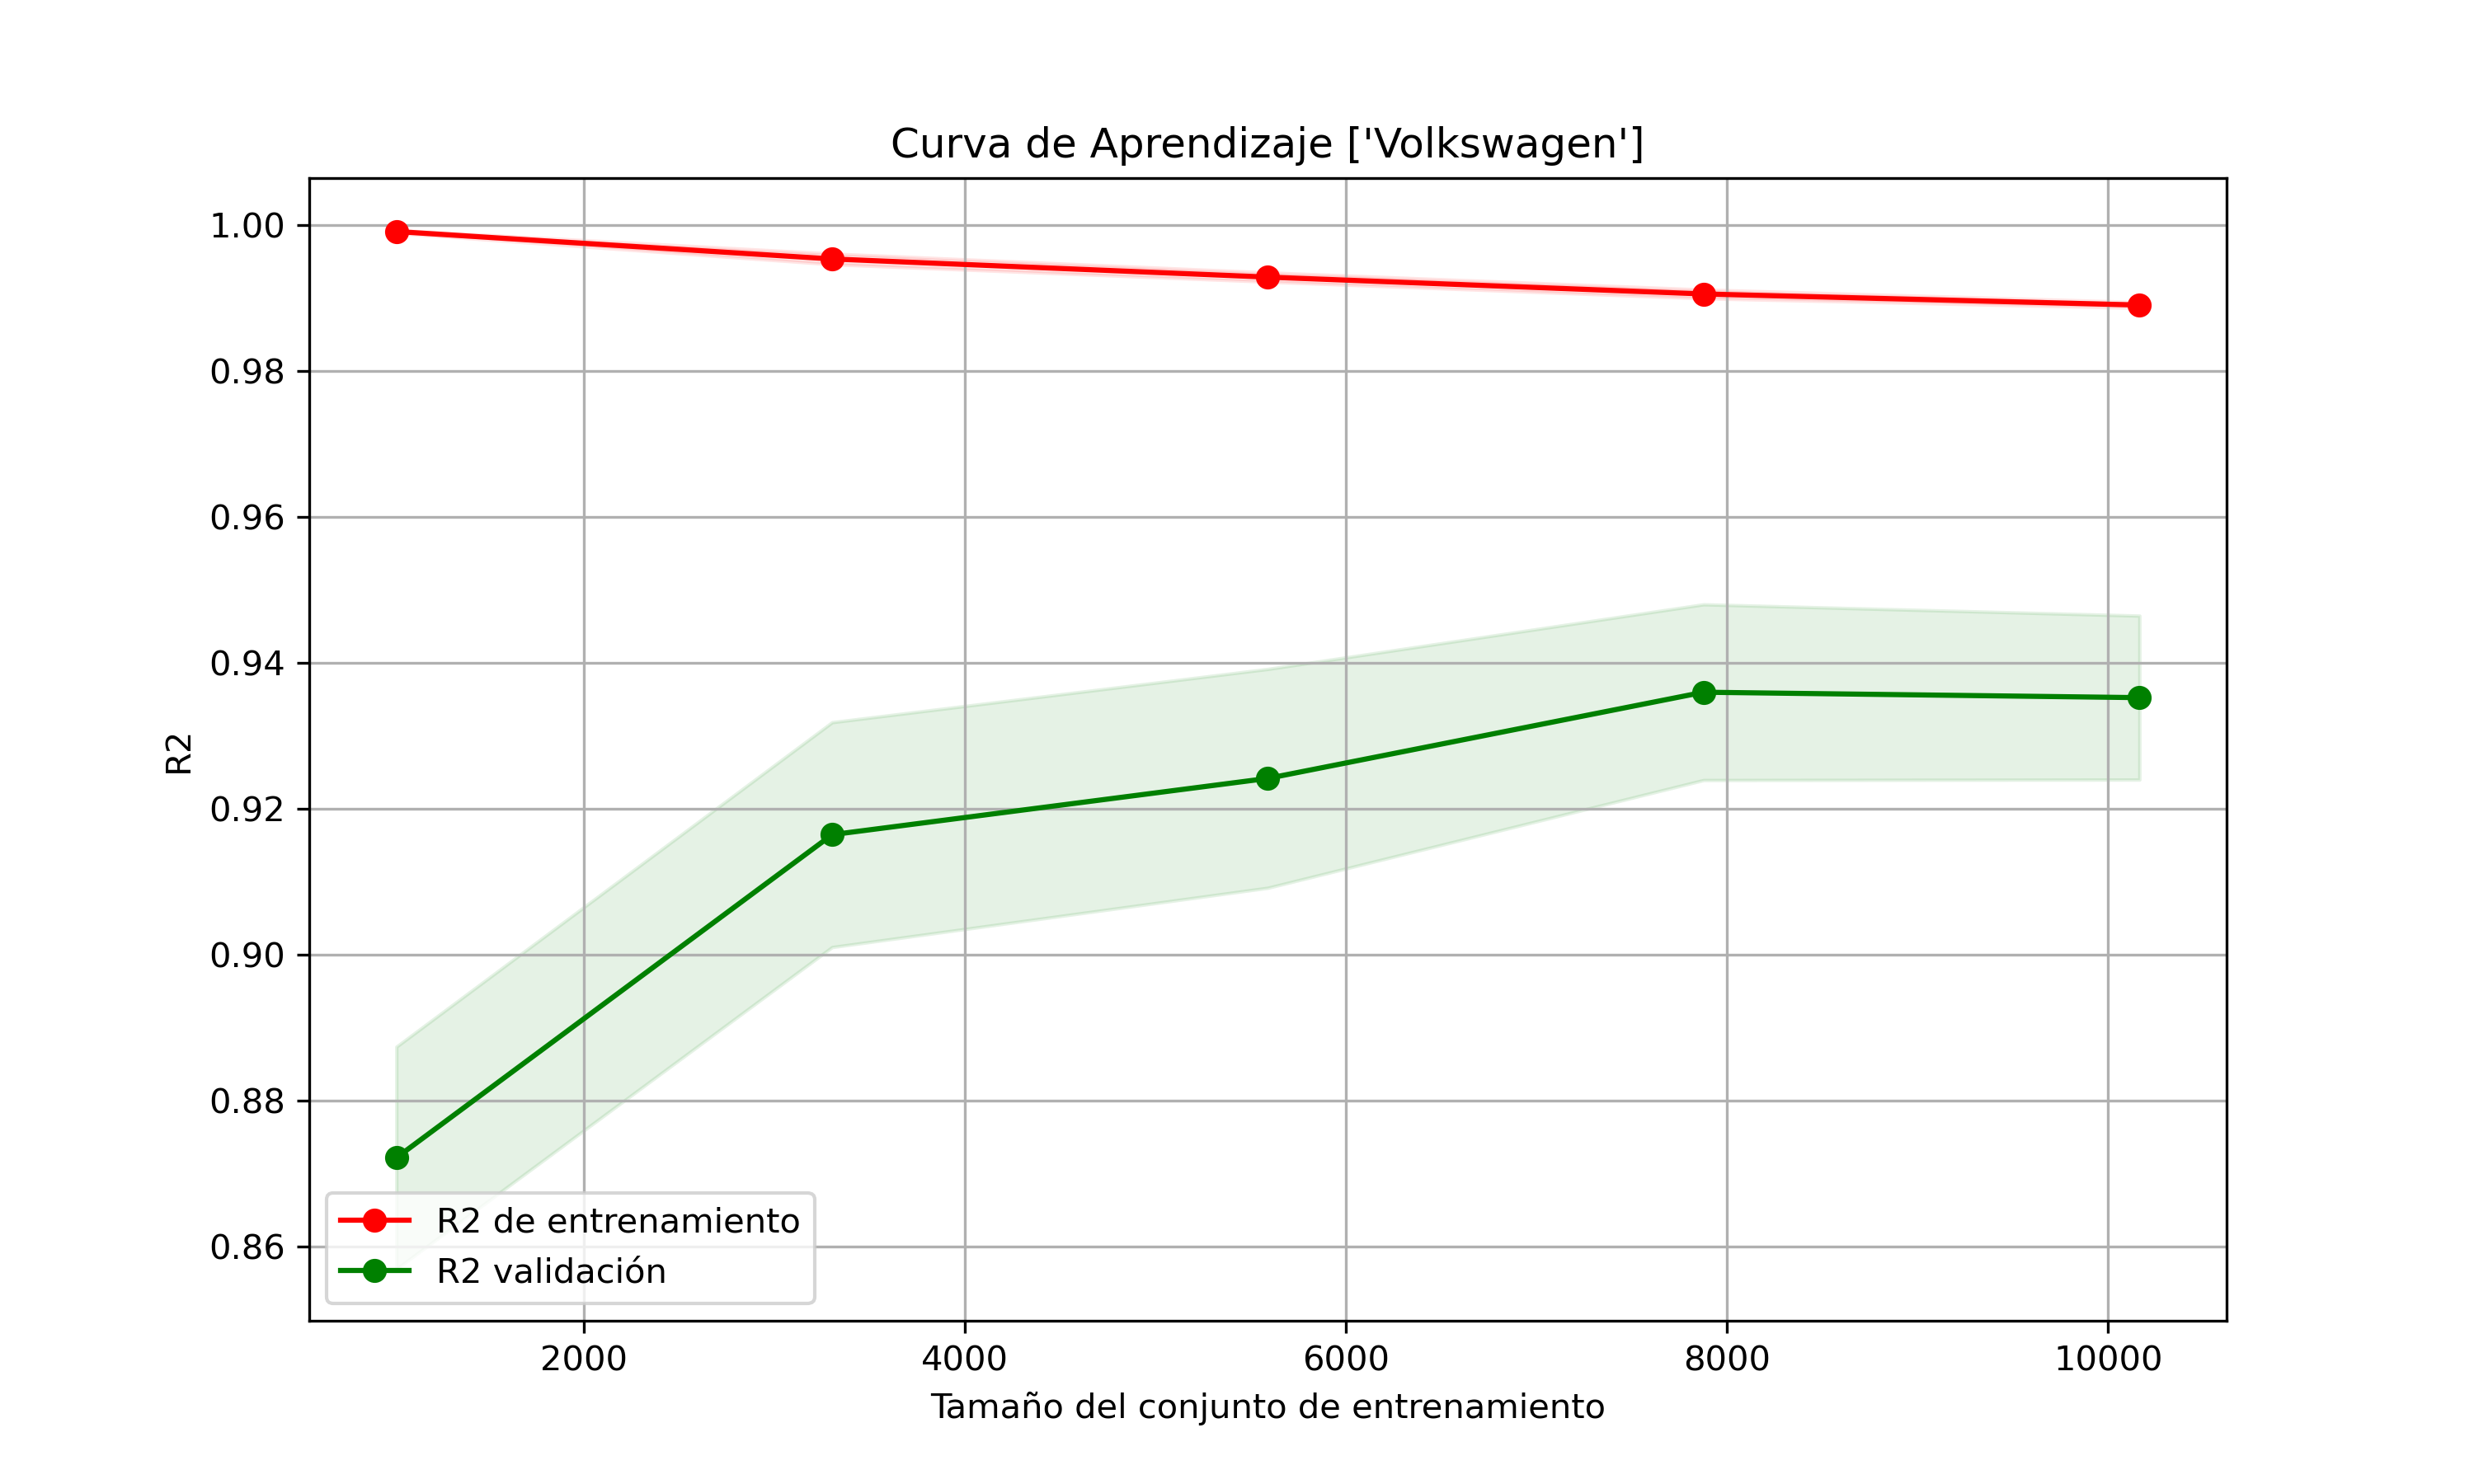 Curva de Aprendizaje ['Volkswagen']
1.00
0.98
0.96
0.94
0.92
0.90
0.88
0.86
R2
R2 de entrenamiento
R2 validación
2000 4000 6000 8000 10000
Tamaño del conjunto de entrenamiento